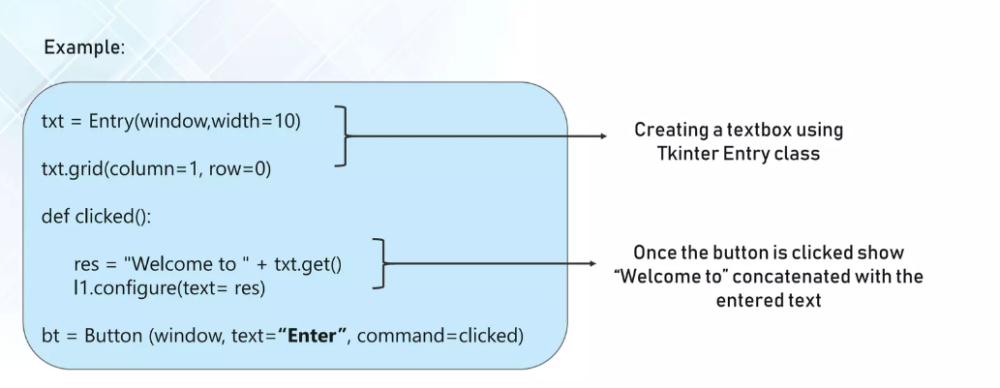 Example:
txt = Entry(window,width=10)
txt.grid(column=1, row=0)
Creating a textbox using
Tkinter Entry class
def clicked():
res = "Welcome to " + txt.get()
l1.configure(text= res)
Once the button is clicked show
“Welcome to” concatenated with the
entered text
bt = Button (window, text=“Enter”, command=clicked)